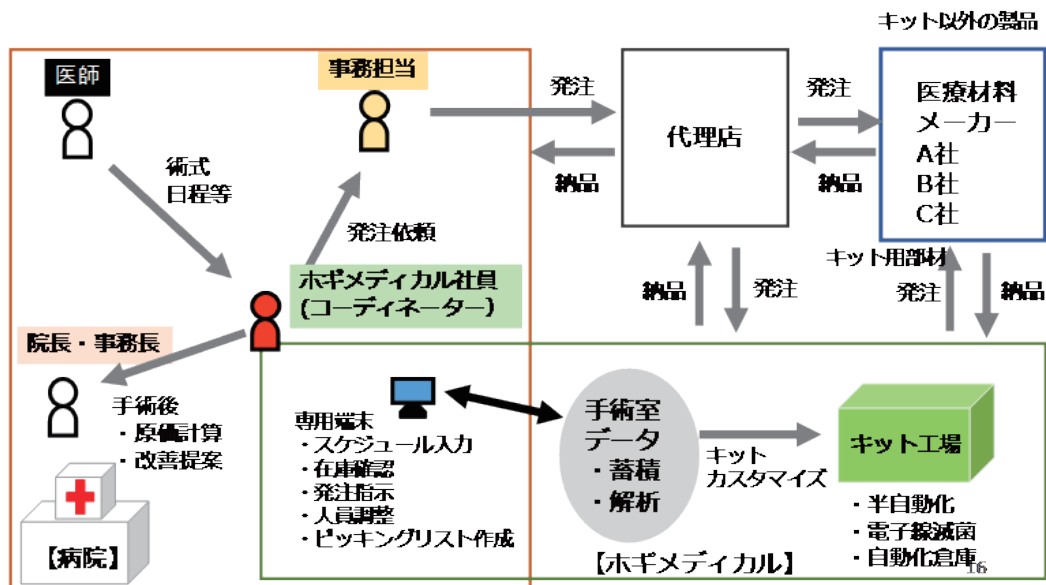 キット以外の製品
医師
事務担当
発注
代理店
発注
医療材料
メーカー
A社
B社
C社
納品
納品
術式
日程等
発注依頼
ホギメディカル社員
(コーディネーター)
キット用部材
納品
発注
発注
納品
院長・事務長
手術後
・原価計算
・改善提案
【病院】
専用端末
・スケジュール入力
・在庫確認
・発注指示
・人員調整
・ピッキングリスト作成
手術室
データ
・蓄積
・解析
キット
カスタマイズ
キット工場
・半自動化
・電子線滅菌
・自動化倉庫
【ホギメディカル】
16